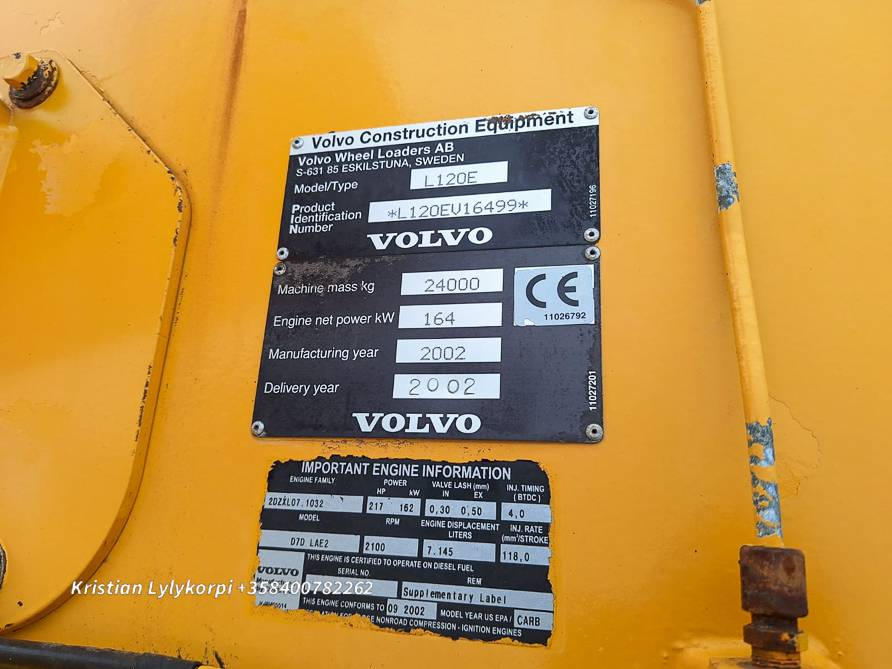 Volvo Construction Equipment
Volvo Wheel Loaders AB
S-631 85 ESKILSTUNA, SWEDEN
Model/Type L120E
Product Identification Number *L120EV16499*
11027196
VOLVO
Machine mass kg 24000
CE
11026792
Engine net power kW 164
Manufacturing year 2002
Delivery year 2002
11027201
VOLVO
IMPORTANT ENGINE INFORMATION
ENGINE FAMILY POWER VALVE LASH (mm) INJ. TIMING
HP kW IN EX (BTDC)
2DZXL07.1032 217 162 0,30 0,50 4,0
MODEL RPM ENGINE DISPLACEMENT LITERS INJ. RATE (mm³/STROKE)
D7D LAE2 2100 7.145 118,0
THIS ENGINE IS CERTIFIED TO OPERATE ON DIESEL FUEL
VOLVO SERIAL NO. REM
Supplementary Label
THIS ENGINE CONFORMS TO 09 2002 MODEL YEAR US EPA / CARB
FOR THESE NONROAD COMPRESSION - IGNITION ENGINES
Kristian Lylykorpi +358400782262